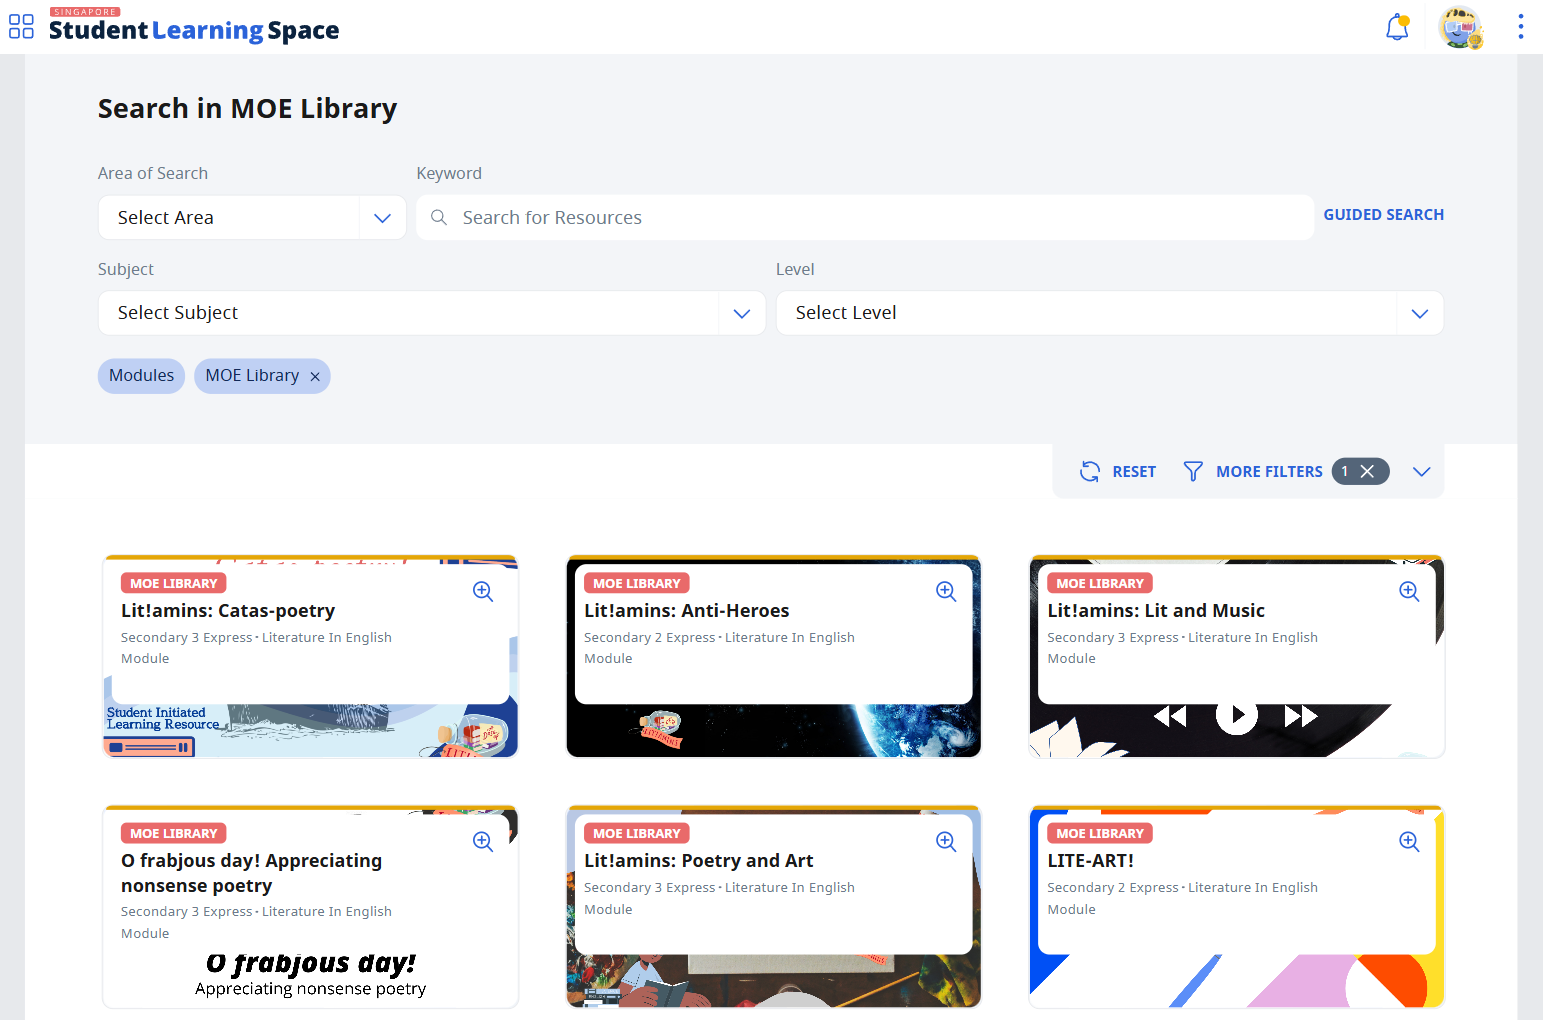 SINGAPORE
Student Learning Space
Search in MOE Library
Area of Search
Keyword
Select Area
Search for Resources
GUIDED SEARCH
Subject
Level
Select Subject
Select Level
Modules
MOE Library
RESET
MORE FILTERS
1
MOE LIBRARY
Lit!amins: Catas-poetry
Secondary 3 Express · Literature In English
Module
Student Initiated
Learning Resource
MOE LIBRARY
Lit!amins: Anti-Heroes
Secondary 2 Express · Literature In English
Module
MOE LIBRARY
Lit!amins: Lit and Music
Secondary 3 Express · Literature In English
Module
MOE LIBRARY
O frabjous day! Appreciating
nonsense poetry
Secondary 3 Express · Literature In English
Module
O frabjous day!
Appreciating nonsense poetry
MOE LIBRARY
Lit!amins: Poetry and Art
Secondary 3 Express · Literature In English
Module
MOE LIBRARY
LITE-ART!
Secondary 2 Express · Literature In English
Module